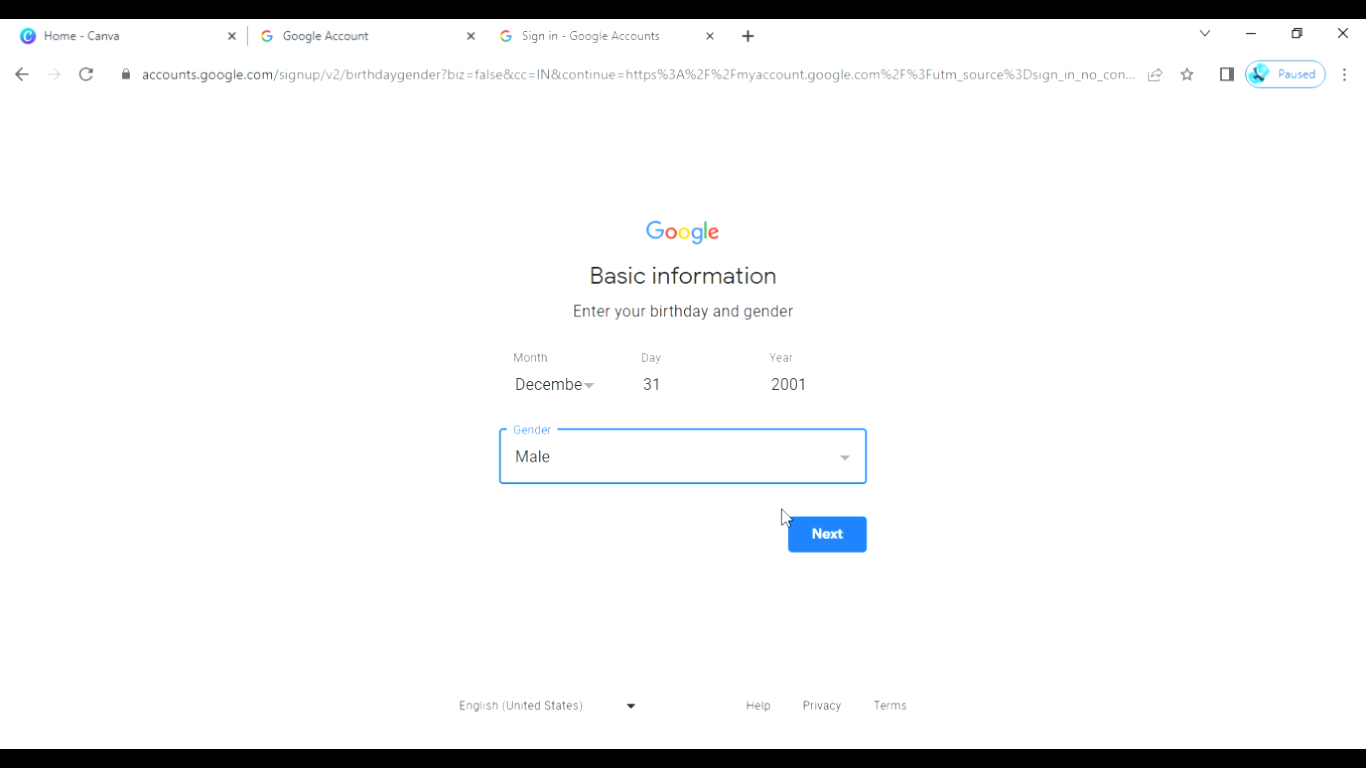 Home - Canva
Google Account
Sign in - Google Accounts
accounts.google.com/signup/v2/birthdaygender?biz=false&cc=IN&continue=https%3A%2F%2Fmyaccount.google.com%2F%3Futm_source%3Dsign_in_no_con...
Paused
Google
Basic information
Enter your birthday and gender
Month Day Year
Decembe 31 2001
Gender
Male
Next
English (United States) Help Privacy Terms